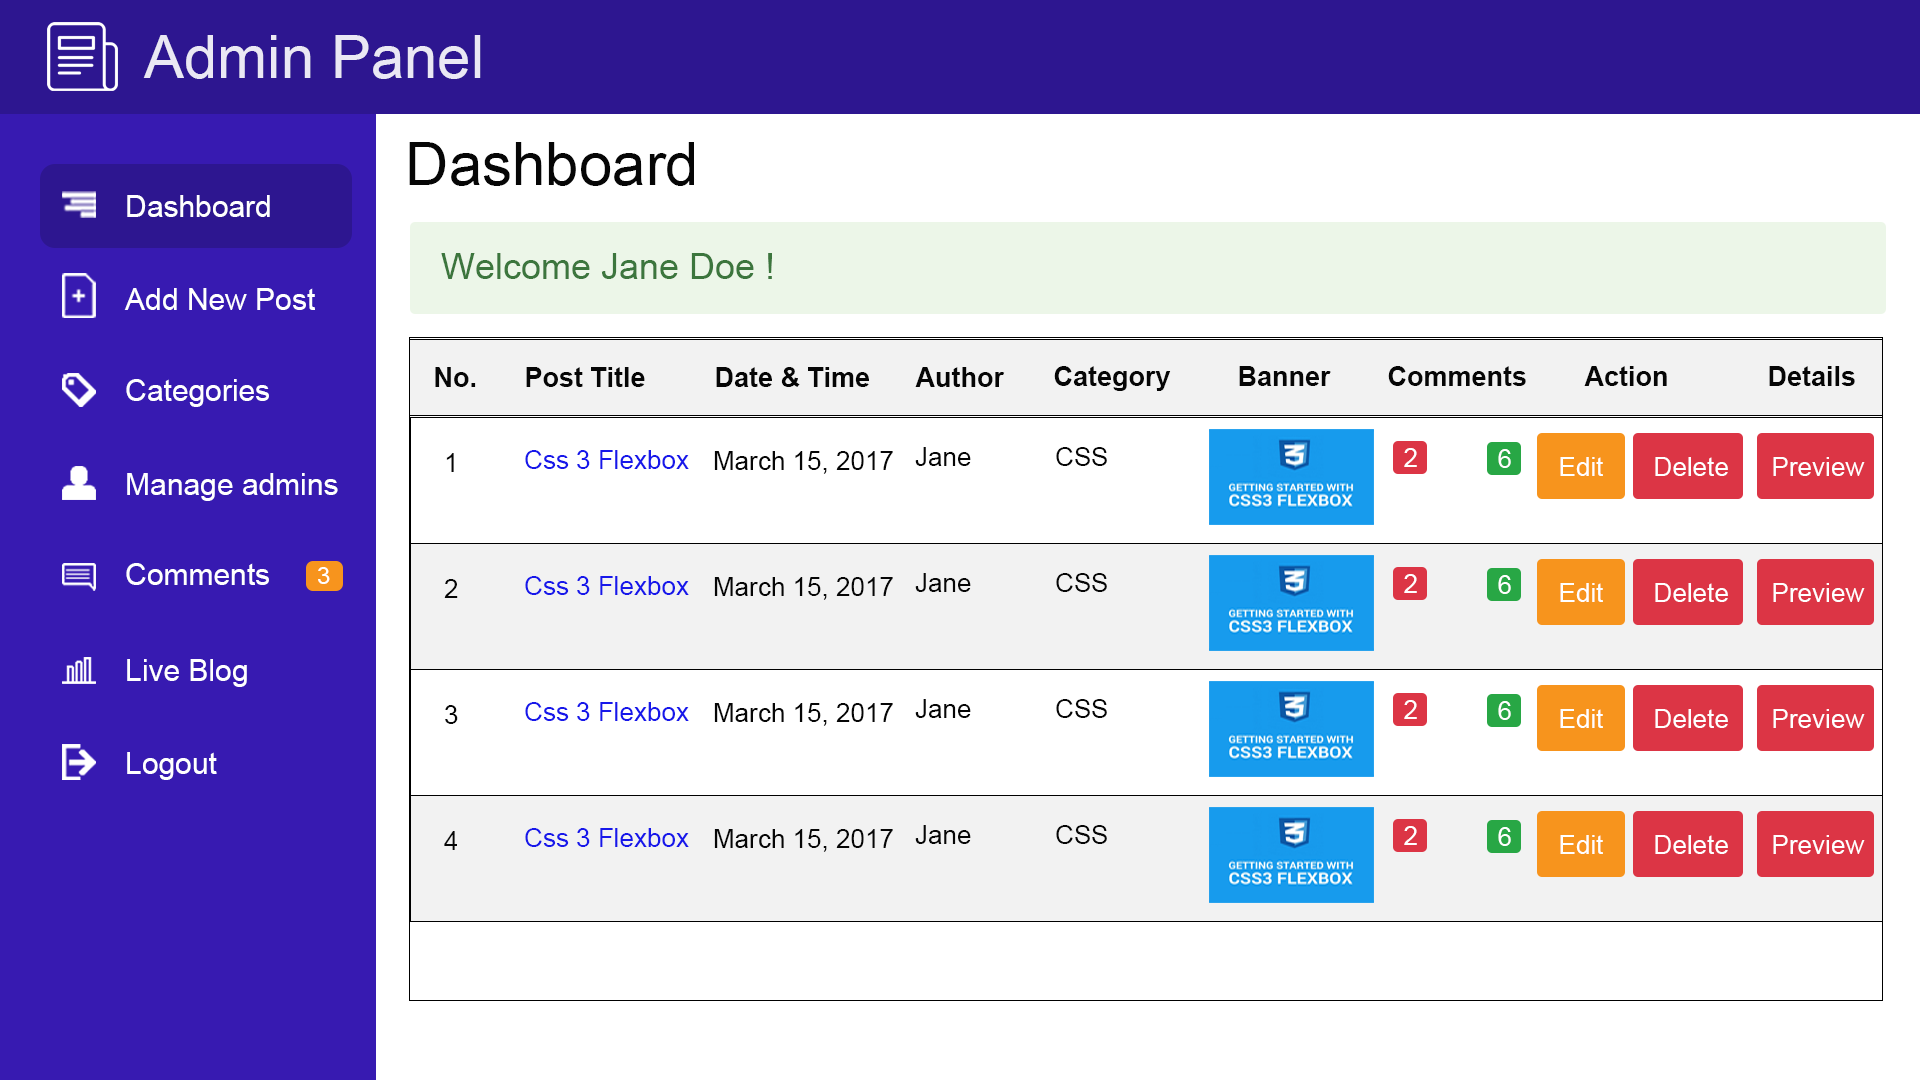 Admin Panel
Dashboard
Add New Post
Categories
Manage admins
Comments 3
Live Blog
Logout
Dashboard
Welcome Jane Doe !
No. Post Title Date & Time Author Category Banner Comments Action Details
1 Css 3 Flexbox March 15, 2017 Jane CSS 2 6 Edit Delete Preview
GETTING STARTED WITH
CSS3 FLEXBOX
2 Css 3 Flexbox March 15, 2017 Jane CSS 2 6 Edit Delete Preview
GETTING STARTED WITH
CSS3 FLEXBOX
3 Css 3 Flexbox March 15, 2017 Jane CSS 2 6 Edit Delete Preview
GETTING STARTED WITH
CSS3 FLEXBOX
4 Css 3 Flexbox March 15, 2017 Jane CSS 2 6 Edit Delete Preview
GETTING STARTED WITH
CSS3 FLEXBOX